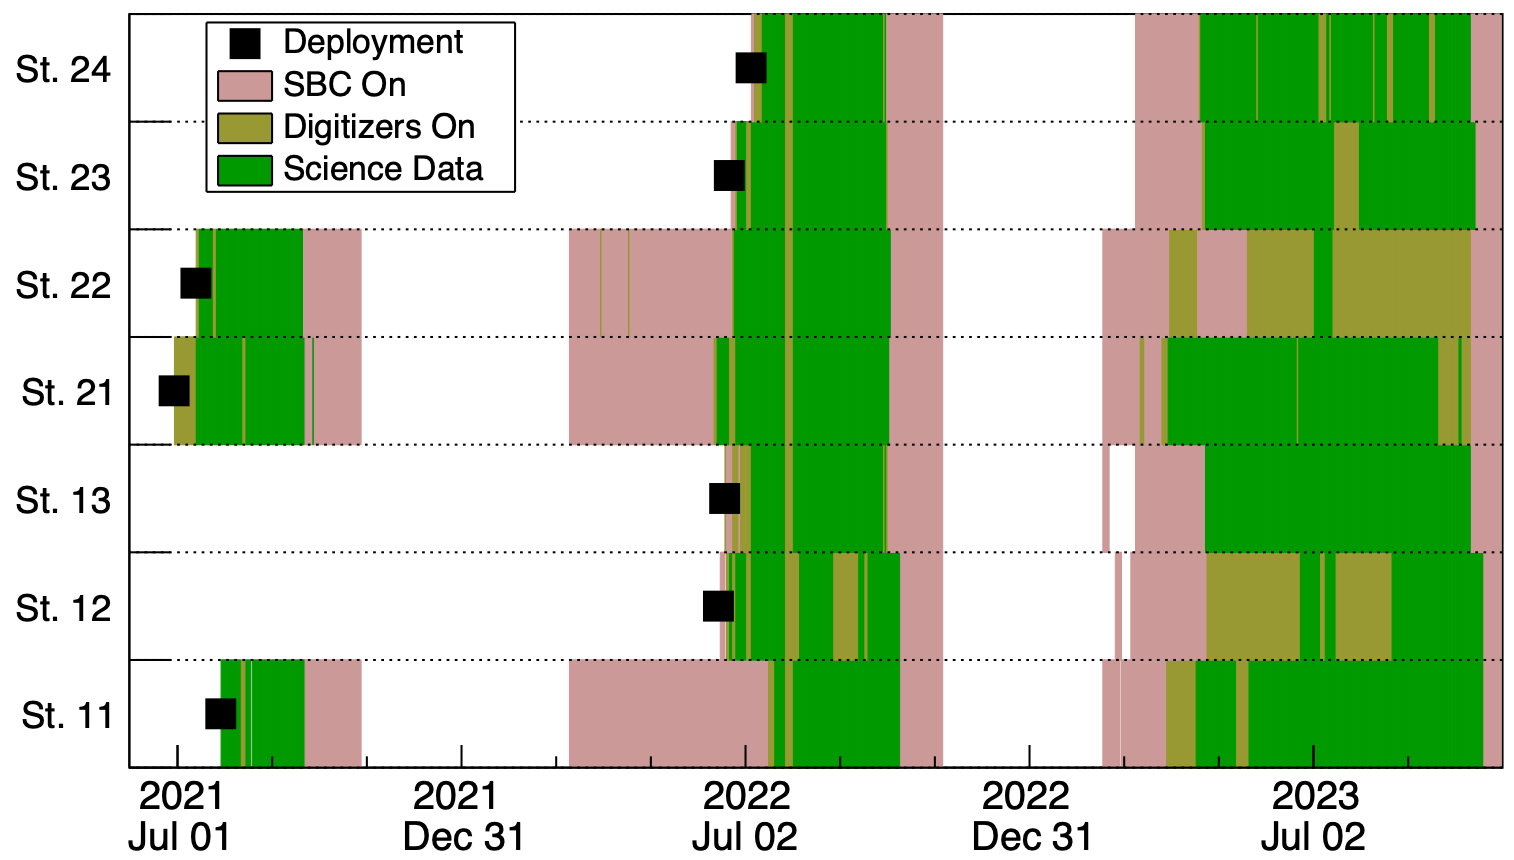 Deployment
SBC On
Digitizers On
Science Data
St. 24
St. 23
St. 22
St. 21
St. 13
St. 12
St. 11
2021 2021 2022 2022 2023
Jul 01 Dec 31 Jul 02 Dec 31 Jul 02